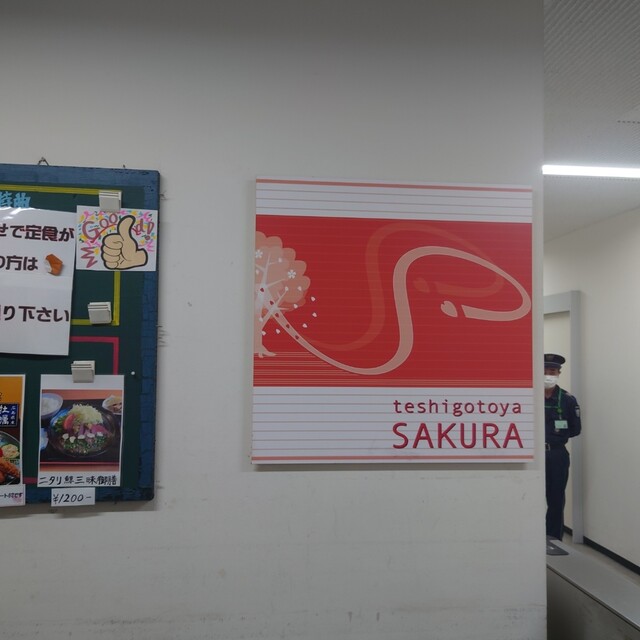 せで定食が
の方は
り下さい
Good!
ニタリ鯨三昧御膳
¥1200-
teshigotoya
SAKURA